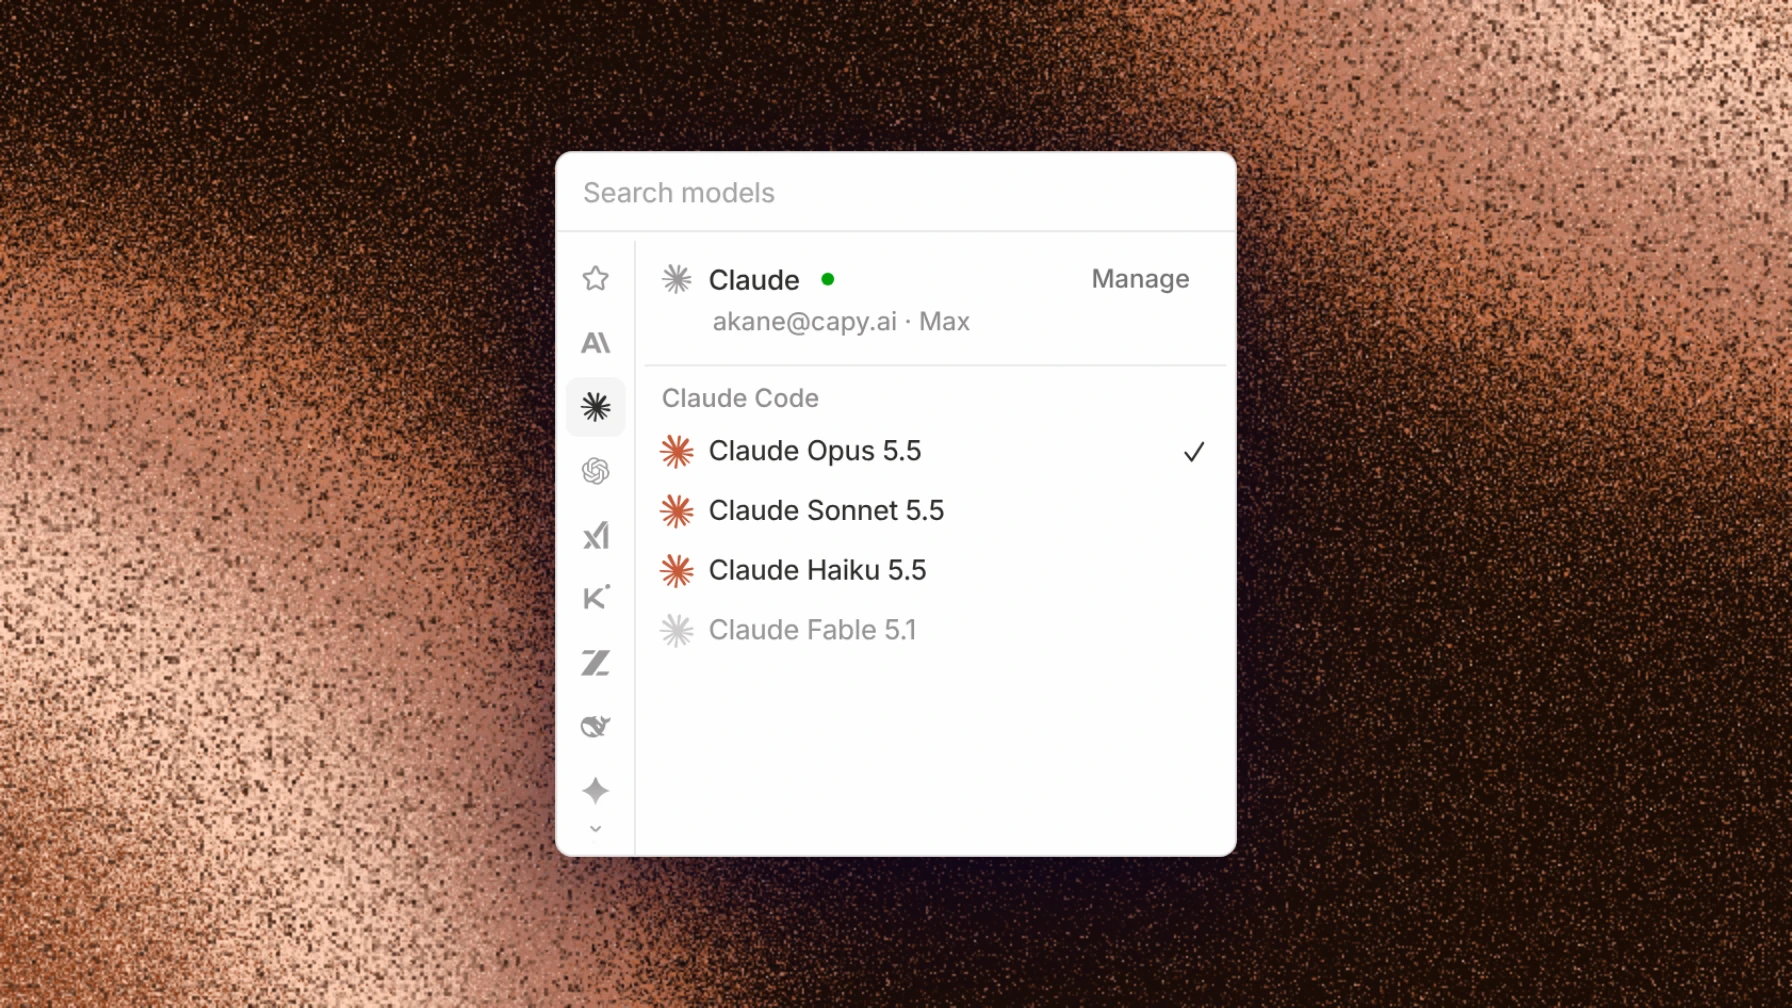 Search models
Claude
Manage
akane@capy.ai · Max
Claude Code
Claude Opus 5.5
Claude Sonnet 5.5
Claude Haiku 5.5
Claude Fable 5.1